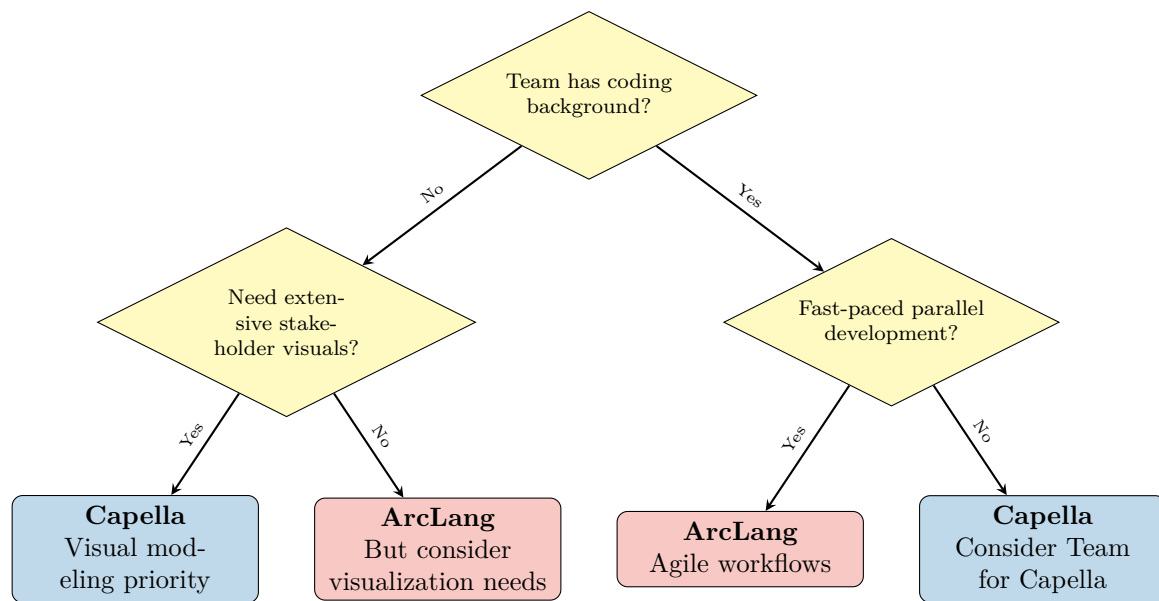 Team has coding
background?
No
Yes
Need exten-
sive stake-
holder visuals?
Fast-paced parallel
development?
Yes
No
Yes
No
Capella
Visual mod-
eling priority
ArcLang
But consider
visualization needs
ArcLang
Agile workflows
Capella
Consider Team
for Capella